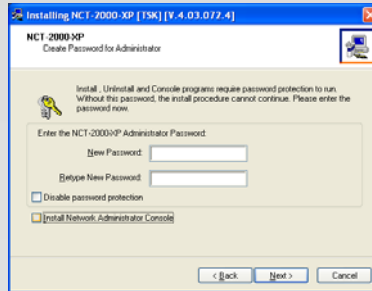 Installing NCT-2000-XP [TSK] [V.4.03.072.4]
NCT-2000-XP
Create Password for Administrator
Install , UnInstall and Console programs require password protection to run.
Without this password, the install procedure cannot continue. Please enter the
password now.
Enter the NCT-2000-XP Administrator Password:
New Password:
Retype New Password:
Disable password protection
Install Network Administrator Console
< Back
Next >
Cancel